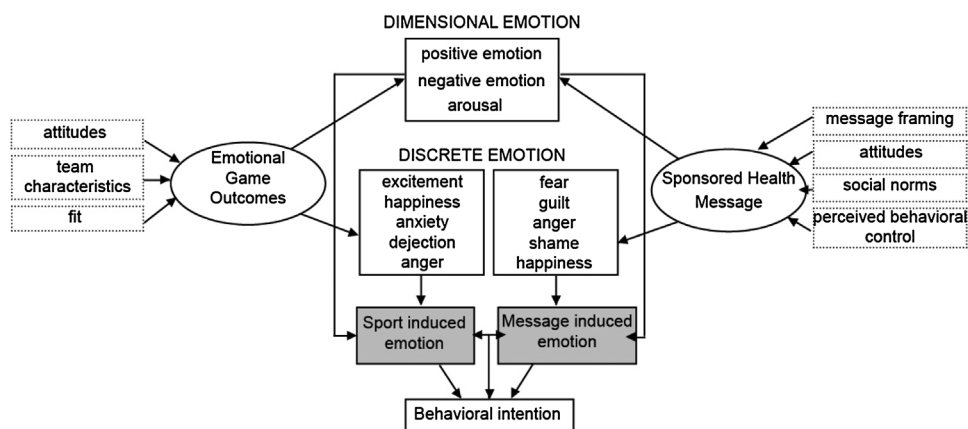 DIMENSIONAL EMOTION
positive emotion
negative emotion
arousal
attitudes
team
characteristics
fit
Emotional
Game
Outcomes
DISCRETE EMOTION
excitement
happiness
anxiety
dejection
anger
fear
guilt
anger
shame
happiness
Sponsored Health
Message
message framing
attitudes
social norms
perceived behavioral
control
Sport induced
emotion
Message induced
emotion
Behavioral intention